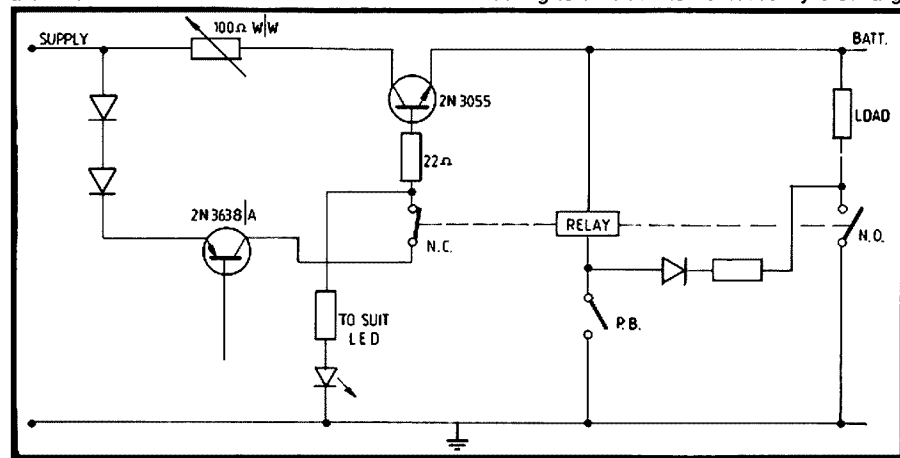 SUPPLY
100Ω W|W
BATT.
2N3055
LOAD
22Ω
2N3638|A
RELAY
N.C.
N.O.
TO SUIT
LED
P.B.